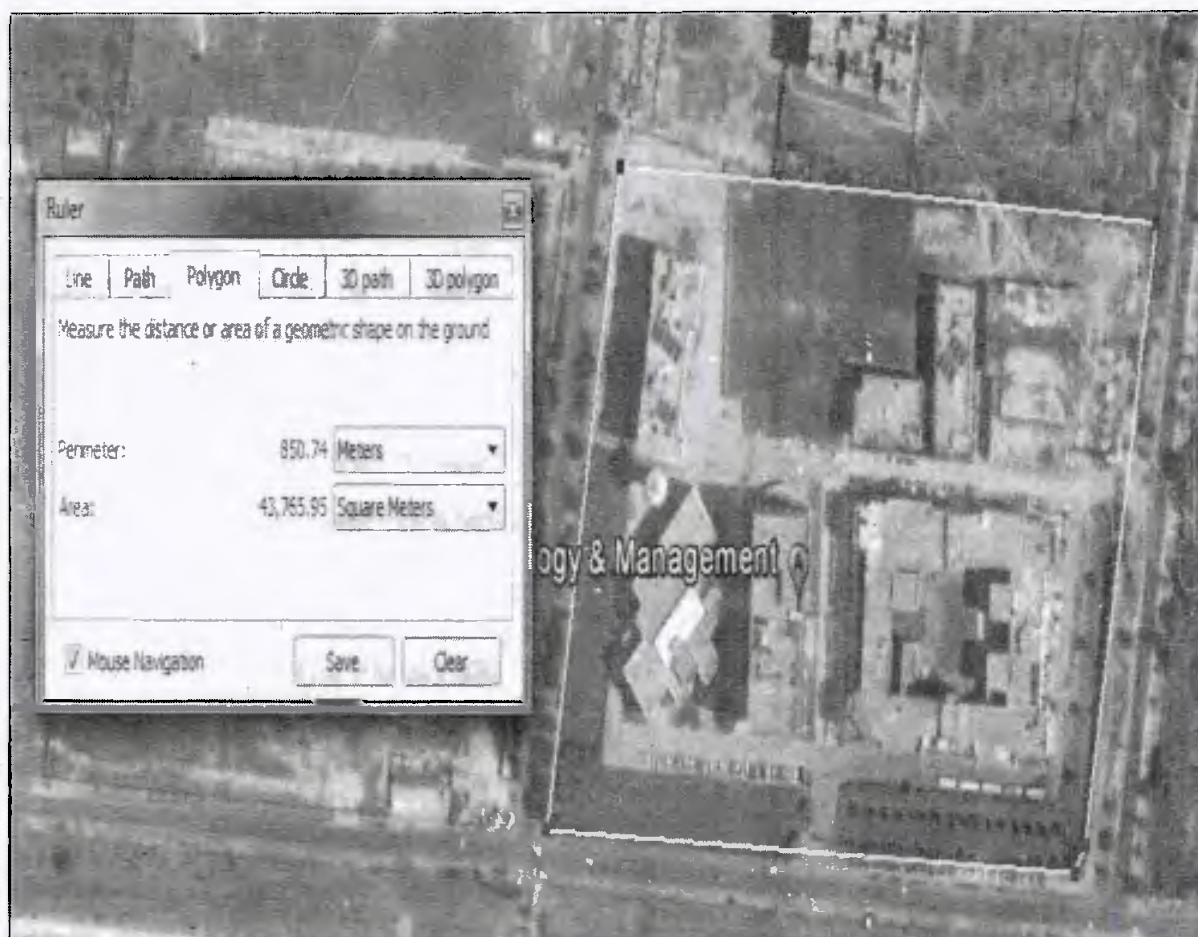 Ruler
Line Path Polygon Circle 3D path 3D polygon
Measure the distance or area of a geometric shape on the ground
Perimeter: 850.74 Meters
Area: 43,765.95 Square Meters
ogy & Management
Mouse Navigation Save Clear